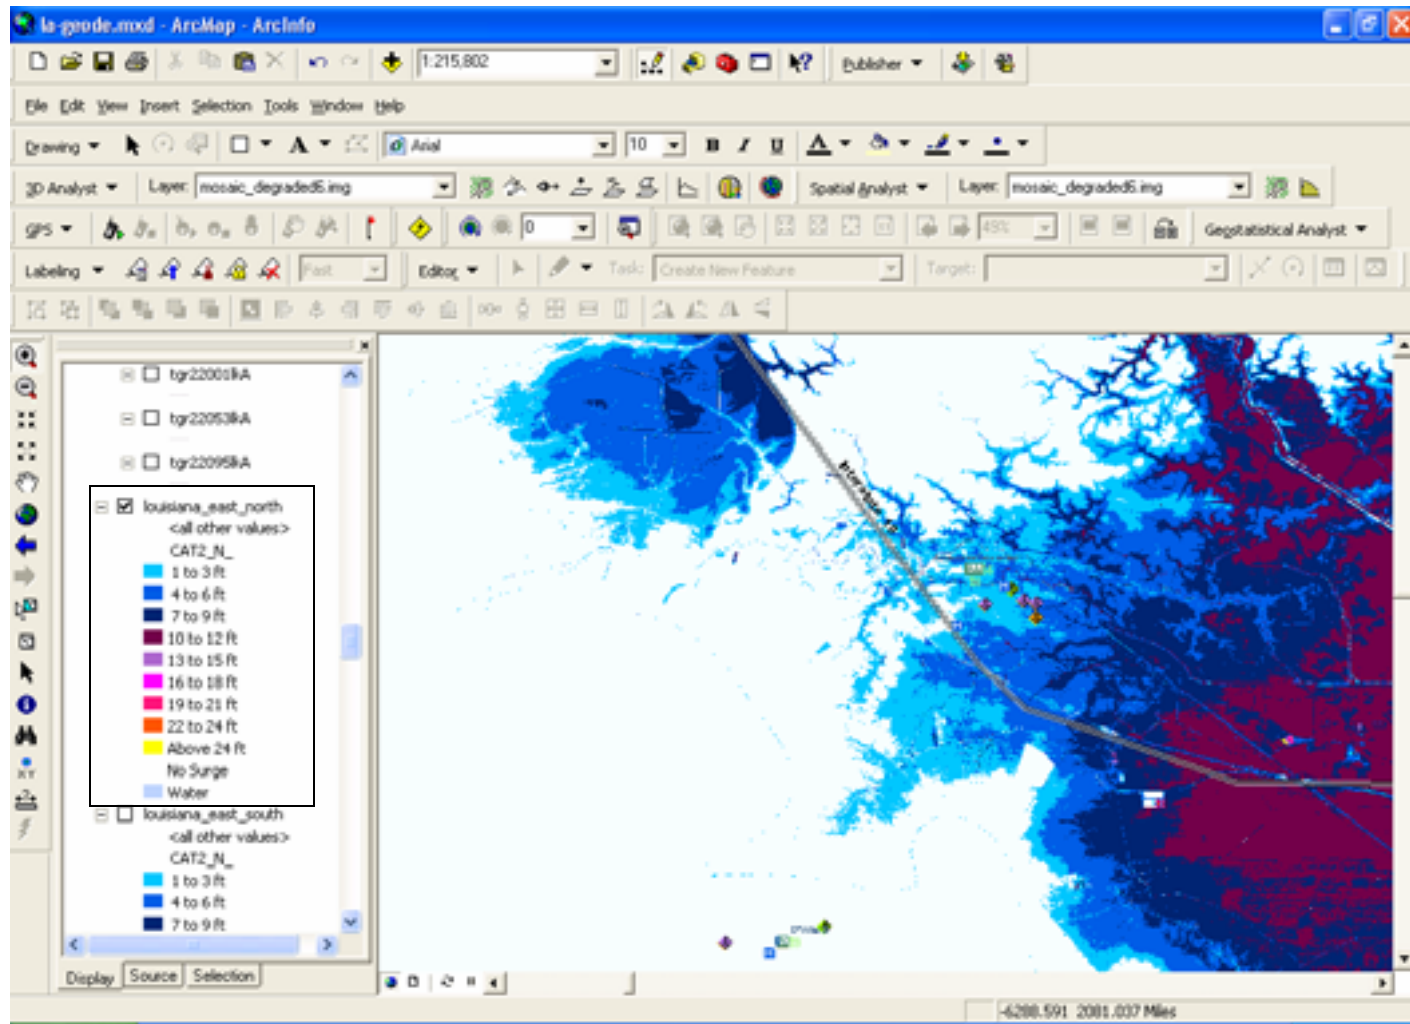 la-geode.mxd - ArcMap - ArcInfo
1:215,802
Publisher
File Edit View Insert Selection Tools Window Help
Drawing A Arial 10 B I U A
3D Analyst Layer: mosaic_degraded6.img Spatial Analyst Layer: mosaic_degraded6.img
GPS 0 49% Geostatistical Analyst
Labeling Fast Editor Task: Create New Feature Target:
tgr22001lkA
tgr22053lkA
tgr22095lkA
louisiana_east_north
<all other values>
CAT2_N_
1 to 3 ft
4 to 6 ft
7 to 9 ft
10 to 12 ft
13 to 15 ft
16 to 18 ft
19 to 21 ft
22 to 24 ft
Above 24 ft
No Surge
Water
louisiana_east_south
<all other values>
CAT2_N_
1 to 3 ft
4 to 6 ft
7 to 9 ft
XY
Display Source Selection
-6288.591 2081.037 Miles